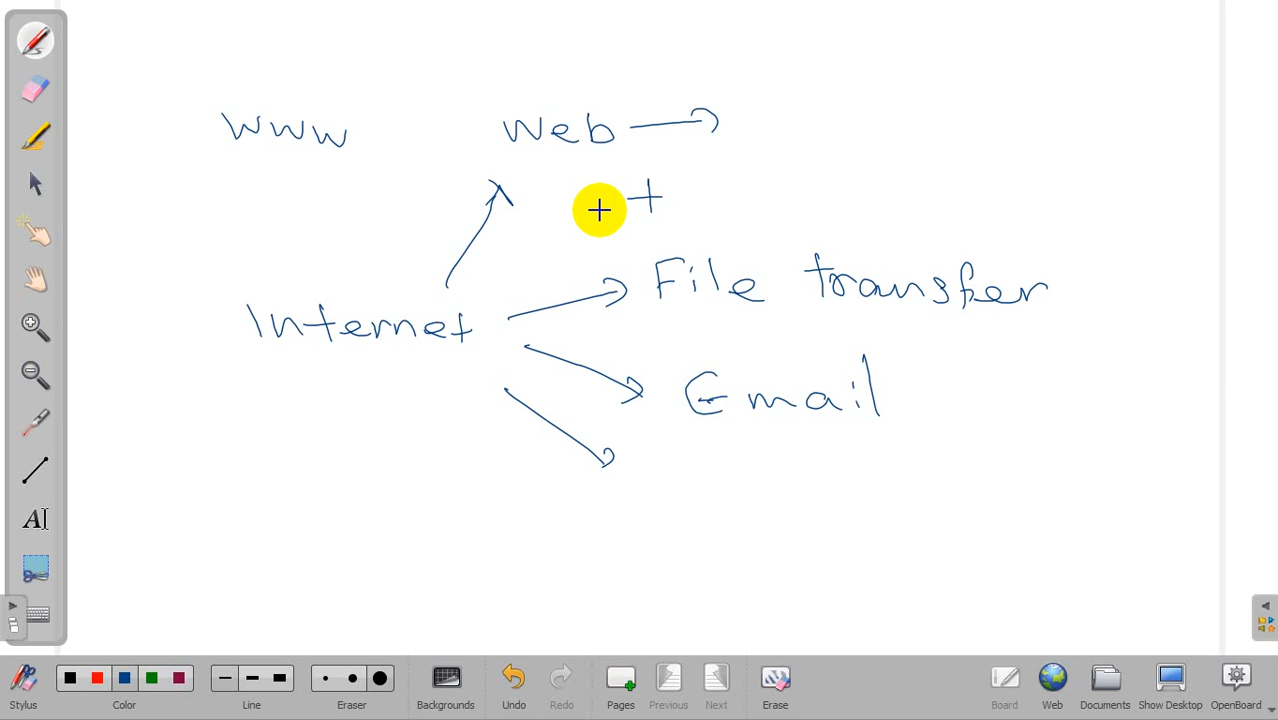 www Web
+
File transfer
Internet
Email
AI
Stylus Color Line Eraser Backgrounds Undo Redo Pages Previous Next Erase Board Web Documents Show Desktop OpenBoard